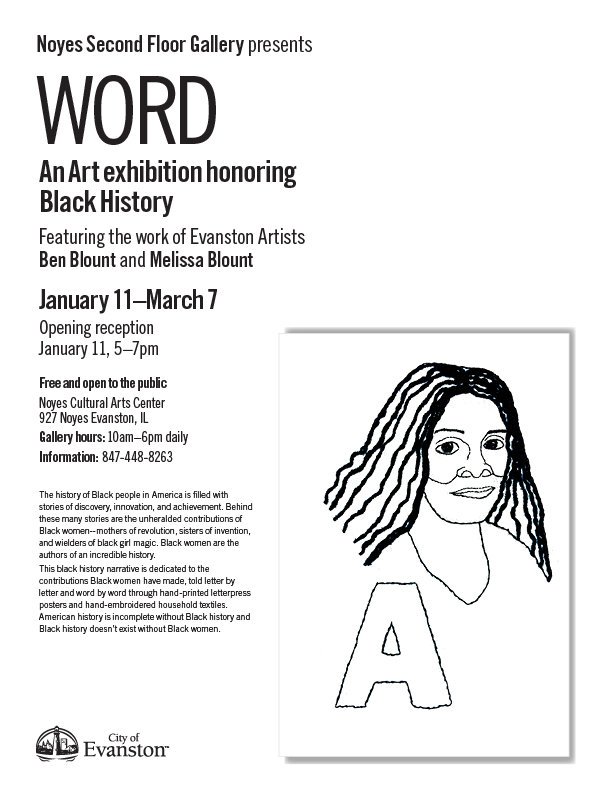 Noyes Second Floor Gallery presents
WORD
An Art exhibition honoring
Black History
Featuring the work of Evanston Artists
Ben Blount and Melissa Blount
January 11–March 7
Opening reception
January 11, 5–7pm
Free and open to the public
Noyes Cultural Arts Center
927 Noyes Evanston, IL
Gallery hours: 10am–6pm daily
Information: 847-448-8263
The history of Black people in America is filled with
stories of discovery, innovation, and achievement. Behind
these many stories are the unheralded contributions of
Black women--mothers of revolution, sisters of invention,
and wielders of black girl magic. Black women are the
authors of an incredible history.
This black history narrative is dedicated to the
contributions Black women have made, told letter by
letter and word by word through hand-printed letterpress
posters and hand-embroidered household textiles.
American history is incomplete without Black history and
Black history doesn't exist without Black women.
A
City of
Evanston™